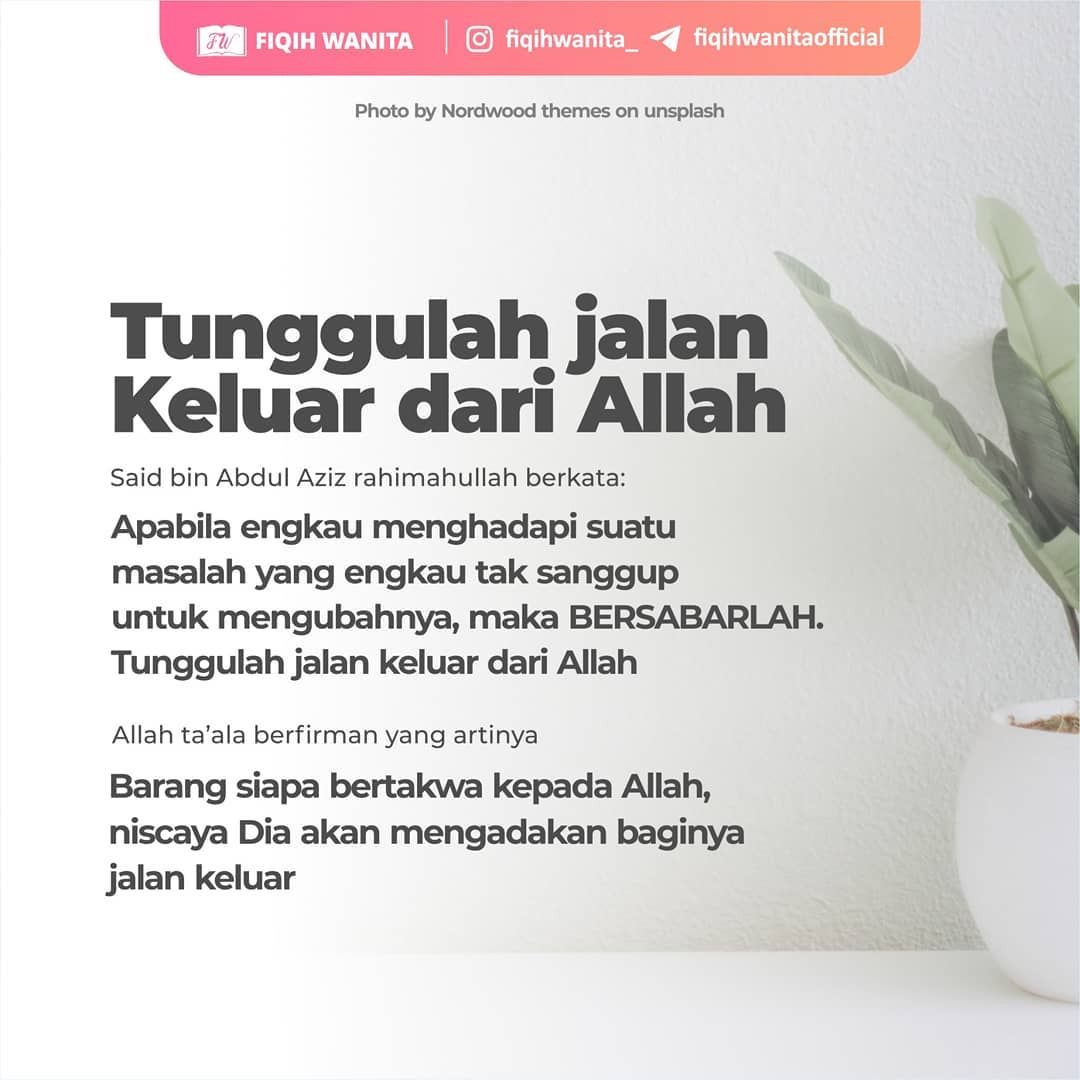 FW FIQIH WANITA fiqihwanita_ fiqihwanitaofficial
Photo by Nordwood themes on unsplash
Tunggulah jalan
Keluar dari Allah
Said bin Abdul Aziz rahimahullah berkata:
Apabila engkau menghadapi suatu
masalah yang engkau tak sanggup
untuk mengubahnya, maka BERSABARLAH.
Tunggulah jalan keluar dari Allah
Allah ta’ala berfirman yang artinya
Barang siapa bertakwa kepada Allah,
niscaya Dia akan mengadakan baginya
jalan keluar